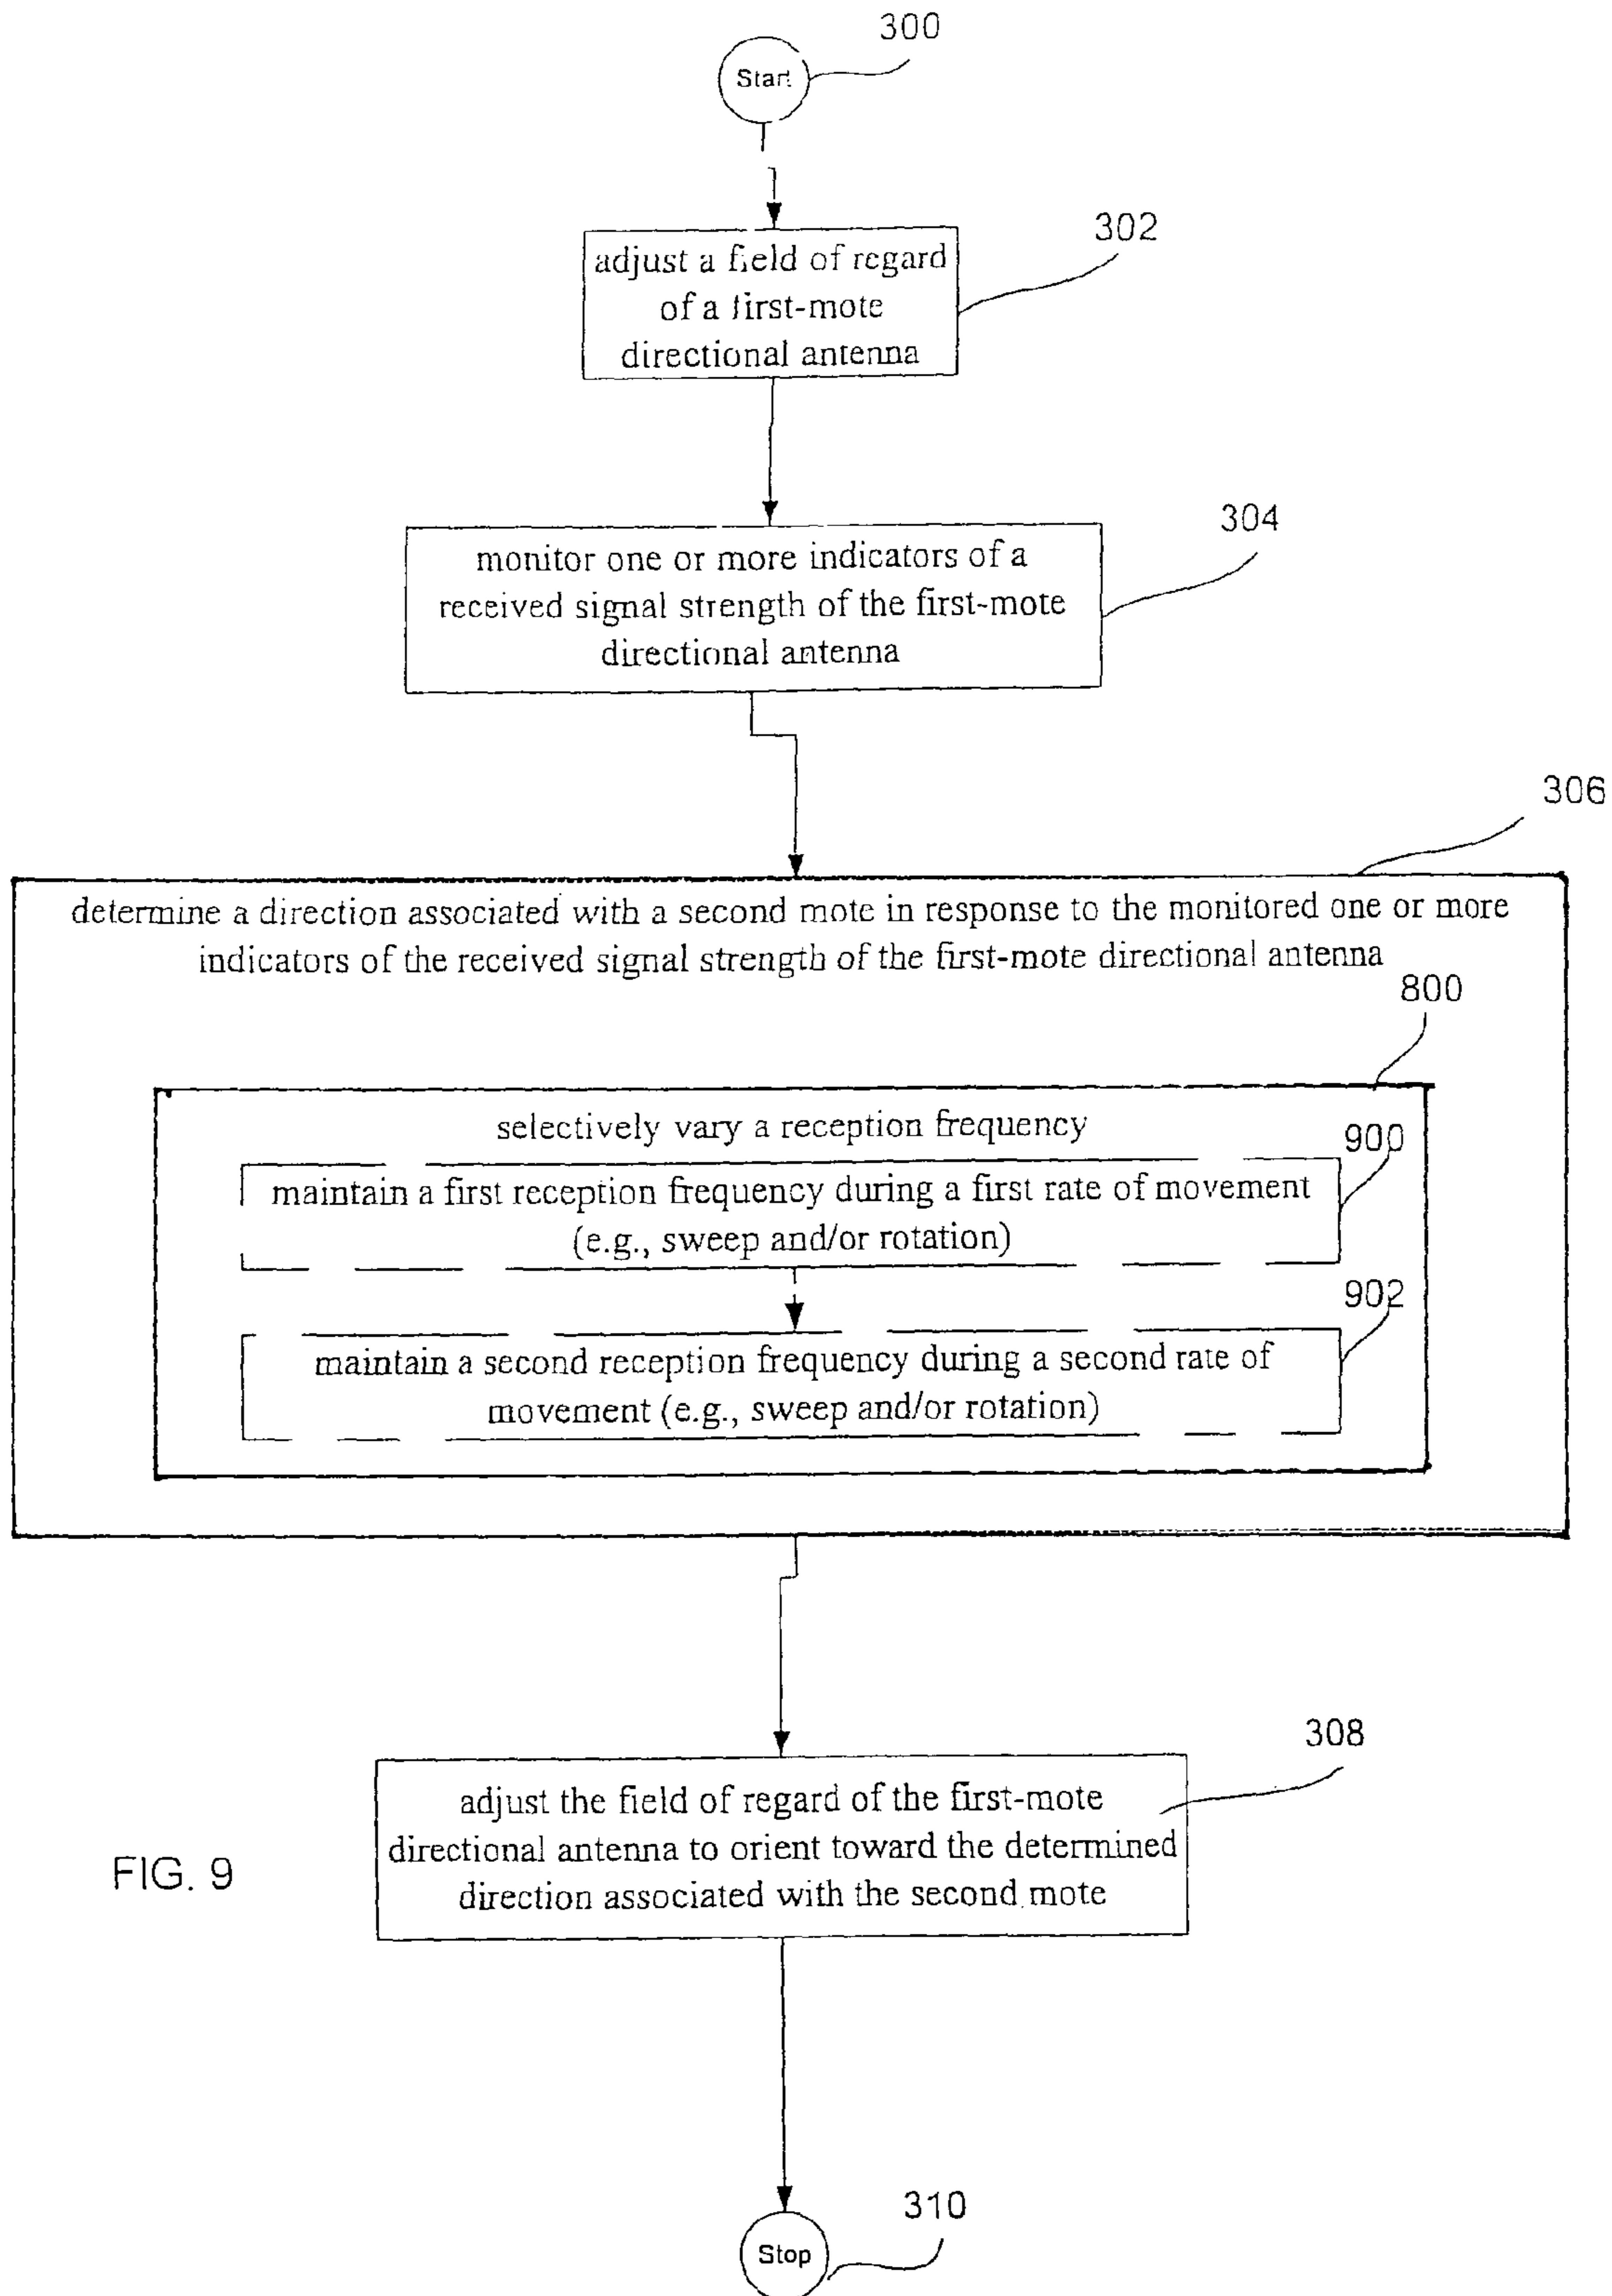 300
Start
302
adjust a field of regard
of a first-mote
directional antenna
304
monitor one or more indicators of a
received signal strength of the first-mote
directional antenna
306
determine a direction associated with a second mote in response to the monitored one or more
indicators of the received signal strength of the first-mote directional antenna
800
selectively vary a reception frequency
900
maintain a first reception frequency during a first rate of movement
(e.g., sweep and/or rotation)
902
maintain a second reception frequency during a second rate of
movement (e.g., sweep and/or rotation)
308
adjust the field of regard of the first-mote
directional antenna to orient toward the determined
direction associated with the second mote
FIG. 9
310
Stop